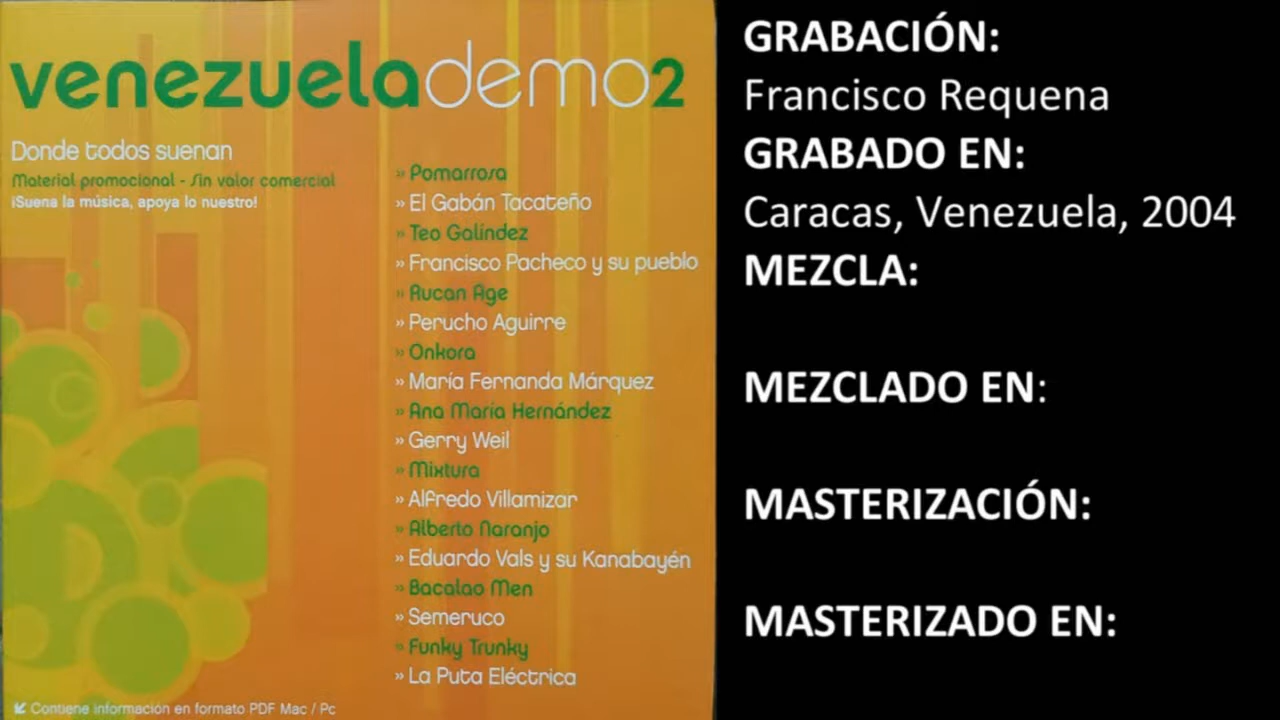 venezuelademo2
Donde todos suenan
Material promocional - Sin valor comercial
¡Suena la música, apoya lo nuestro!
» Pomarrosa
» El Gabán Tacateño
» Teo Galíndez
» Francisco Pacheco y su pueblo
» Rucan Age
» Perucho Aguirre
» Onkora
» María Fernanda Márquez
» Ana María Hernández
» Gerry Weil
» Mixtura
» Alfredo Villamizar
» Alberto Naranjo
» Eduardo Vals y su Kanabayén
» Bacalao Men
» Semeruco
» Funky Trunky
» La Puta Eléctrica
Contiene información en formato PDF Mac / Pc
GRABACIÓN:
Francisco Requena
GRABADO EN:
Caracas, Venezuela, 2004
MEZCLA:
MEZCLADO EN:
MASTERIZACIÓN:
MASTERIZADO EN: